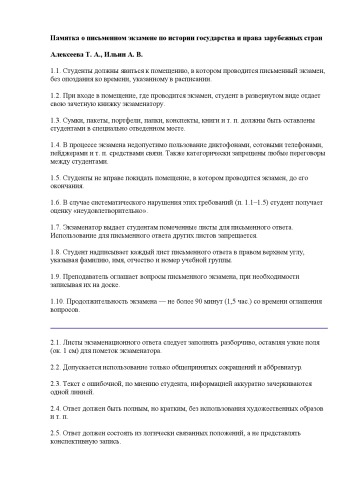 Памятка о письменном экзамене по истории государства и права зарубежных стран
Алексеева Т. А., Ильин А. В.
1.1. Студенты должны явиться к помещению, в котором проводится письменный экзамен,
без опоздания ко времени, указанному в расписании.
1.2. При входе в помещение, где проводится экзамен, студент в развернутом виде отдает
свою зачетную книжку экзаменатору.
1.3. Сумки, пакеты, портфели, папки, конспекты, книги и т. п. должны быть оставлены
студентами в специально отведенном месте.
1.4. В процессе экзамена недопустимо пользование диктофонами, сотовыми телефонами,
пейджерами и т. п. средствами связи. Также категорически запрещены любые переговоры
между студентами.
1.5. Студенты не вправе покидать помещение, в котором проводится экзамен, до его
окончания.
1.6. В случае систематического нарушения этих требований (п. 1.1–1.5) студент получает
оценку «неудовлетворительно».
1.7. Экзаменатор выдает студентам помеченные листы для письменного ответа.
Использование для письменного ответа других листов запрещается.
1.8. Студент надписывает каждый лист письменного ответа в правом верхнем углу,
указывая фамилию, имя, отчество и номер учебной группы.
1.9. Преподаватель оглашает вопросы письменного экзамена, при необходимости
записывая их на доске.
1.10. Продолжительность экзамена — не более 90 минут (1,5 час.) со времени оглашения
вопросов.
2.1. Листы экзаменационного ответа следует заполнять разборчиво, оставляя узкие поля
(ок. 1 см) для пометок экзаменатора.
2.2. Допускается использование только общепринятых сокращений и аббревиатур.
2.3. Текст с ошибочной, по мнению студента, информацией аккуратно зачеркиваются
одной линией.
2.4. Ответ должен быть полным, но кратким, без использования художественных образов
и т. п.
2.5. Ответ должен состоять из логически связанных положений, а не представлять
конспективную запись.